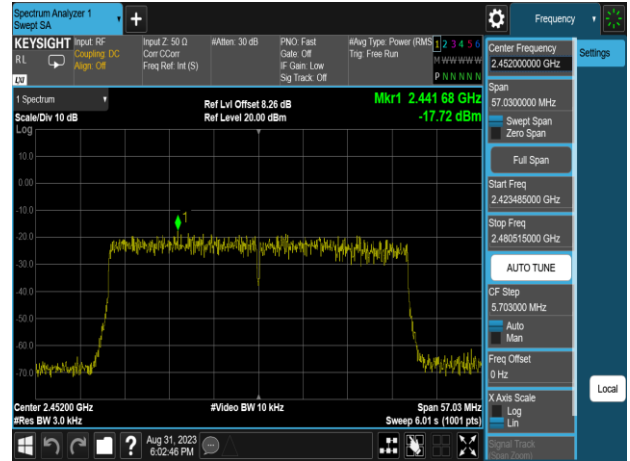 Spectrum Analyzer 1
Swept SA
+
Frequency
KEYSIGHT
RL
LXI
Input: RF
Coupling: DC
Align: Off
Input Z: 50 Ω
Corr CCorr
Freq Ref: Int (S)
#Atten: 30 dB
PNO: Fast
Gate: Off
IF Gain: Low
Sig Track: Off
#Avg Type: Power (RMS
Trig: Free Run
1 2 3 4 5 6
M W W W W W
P N N N N N
1 Spectrum
Scale/Div 10 dB
Log
Ref Lvl Offset 8.26 dB
Ref Level 20.00 dBm
Mkr1 2.441 68 GHz
-17.72 dBm
10.0
0.00
-10.0
-20.0
-30.0
-40.0
-50.0
-60.0
-70.0
1
Center 2.45200 GHz
#Res BW 3.0 kHz
#Video BW 10 kHz
Span 57.03 MHz
Sweep 6.01 s (1001 pts)
Aug 31, 2023
6:02:46 PM
?
Center Frequency
2.452000000 GHz
Settings
Span
57.0300000 MHz
Swept Span
Zero Span
Full Span
Start Freq
2.423485000 GHz
Stop Freq
2.480515000 GHz
AUTO TUNE
CF Step
5.703000 MHz
Auto
Man
Freq Offset
0 Hz
X Axis Scale
Log
Lin
Local
Signal Track
(Span Zoom)